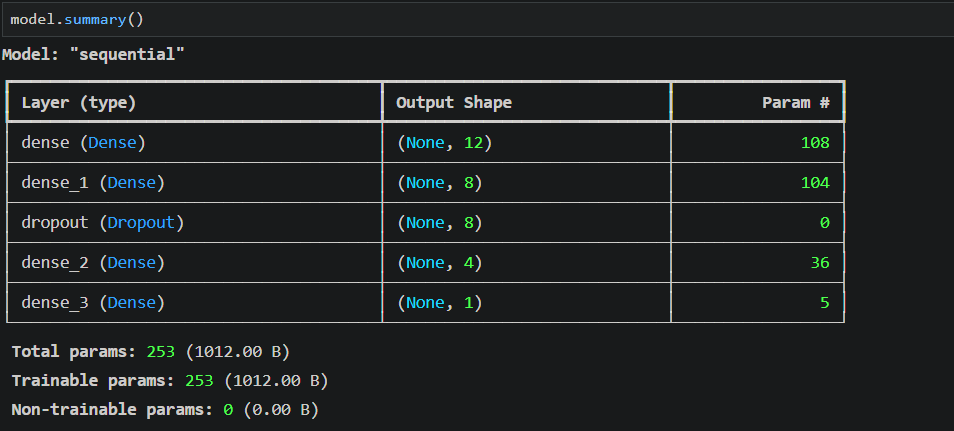 model.summary()
Model: "sequential"
Layer (type) Output Shape Param #
dense (Dense) (None, 12) 108
dense_1 (Dense) (None, 8) 104
dropout (Dropout) (None, 8) 0
dense_2 (Dense) (None, 4) 36
dense_3 (Dense) (None, 1) 5
Total params: 253 (1012.00 B)
Trainable params: 253 (1012.00 B)
Non-trainable params: 0 (0.00 B)